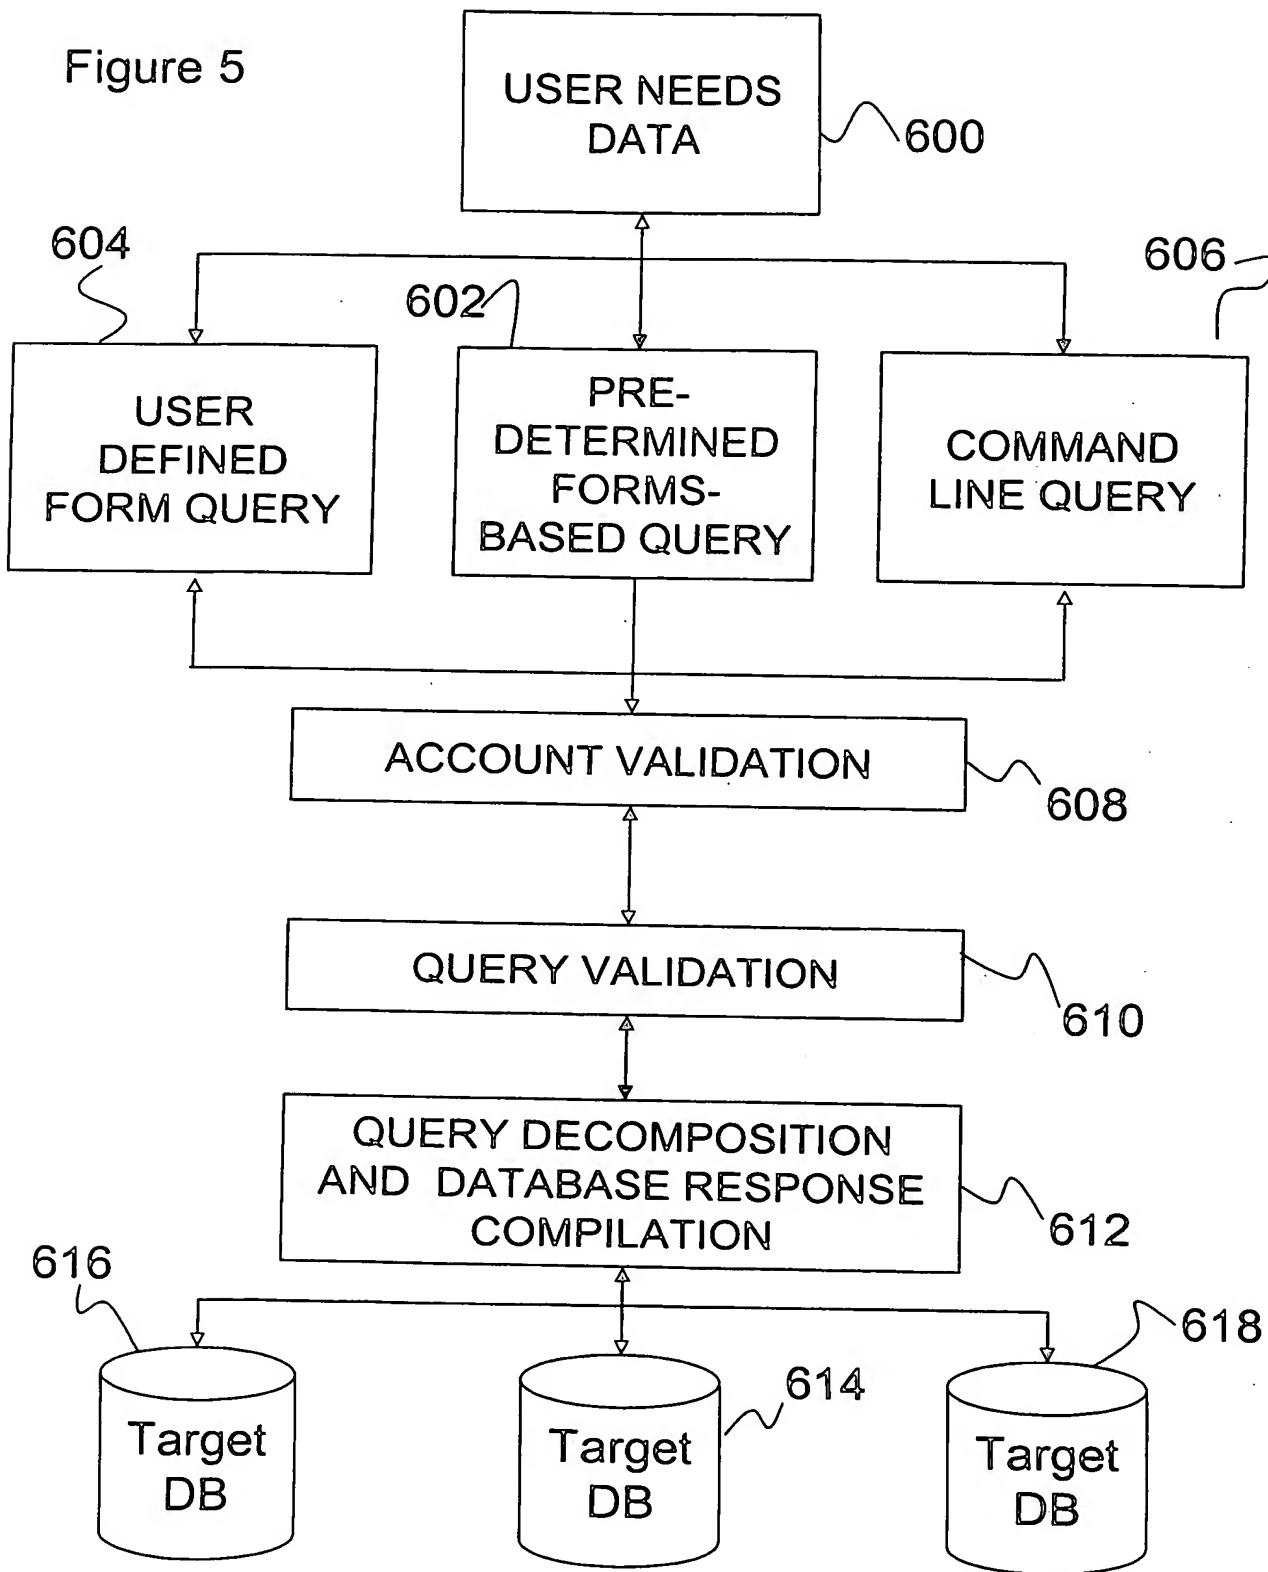 Figure 5
USER NEEDS
DATA
600
604
602
606
USER
DEFINED
FORM QUERY
PRE-
DETERMINED
FORMS-
BASED QUERY
COMMAND
LINE QUERY
ACCOUNT VALIDATION
608
QUERY VALIDATION
610
QUERY DECOMPOSITION
AND DATABASE RESPONSE
COMPILATION
612
616
614
618
Target
DB
Target
DB
Target
DB